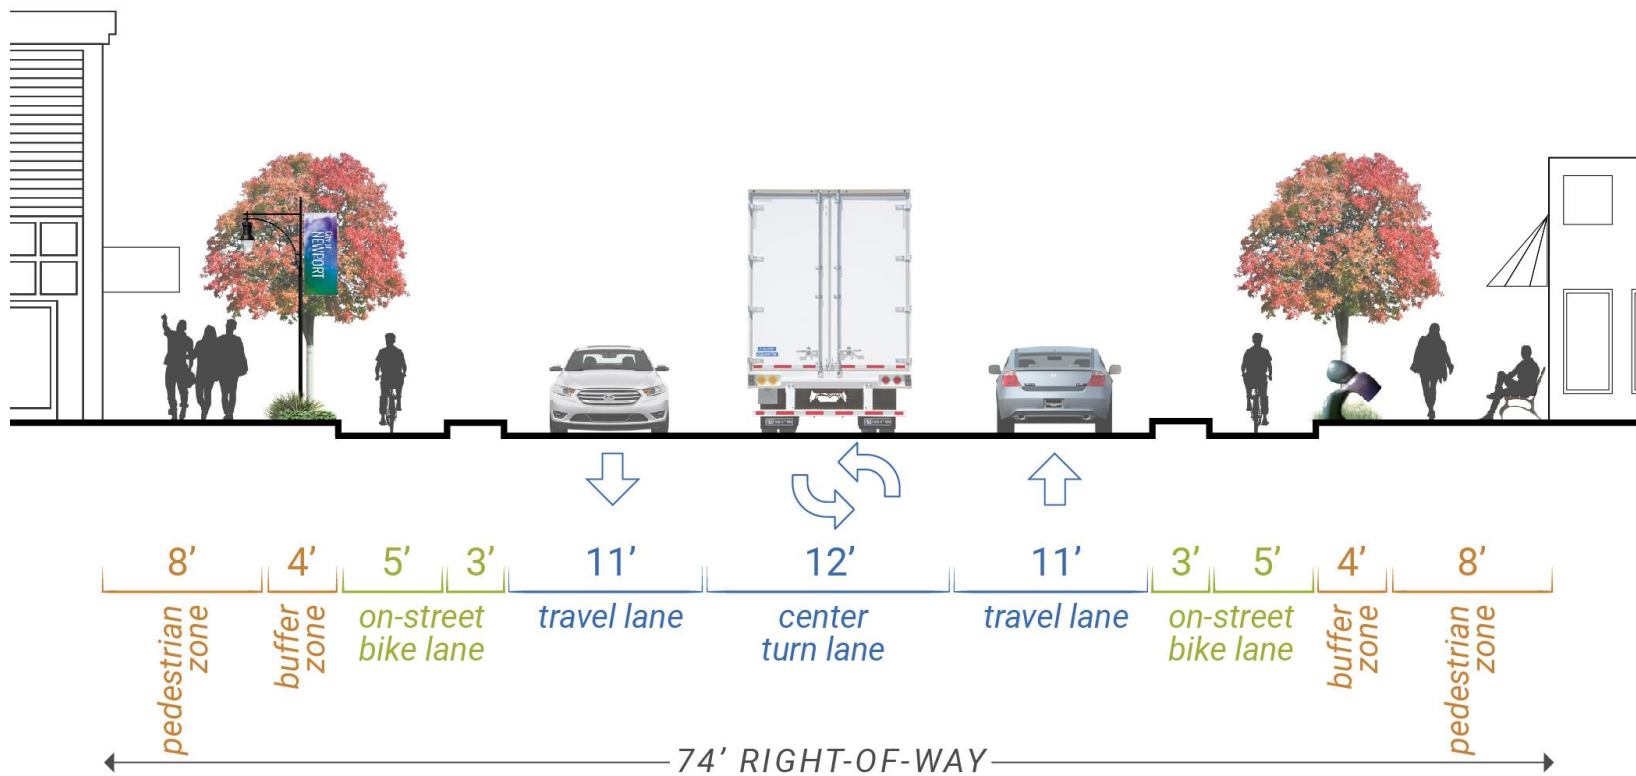 CITY OF
NEWPORT
8’
4’
5’
3’
11’
12’
11’
3’
5’
4’
8’
pedestrian
zone
buffer
zone
on-street
bike lane
travel lane
center
turn lane
travel lane
on-street
bike lane
buffer
zone
pedestrian
zone
74’ RIGHT-OF-WAY